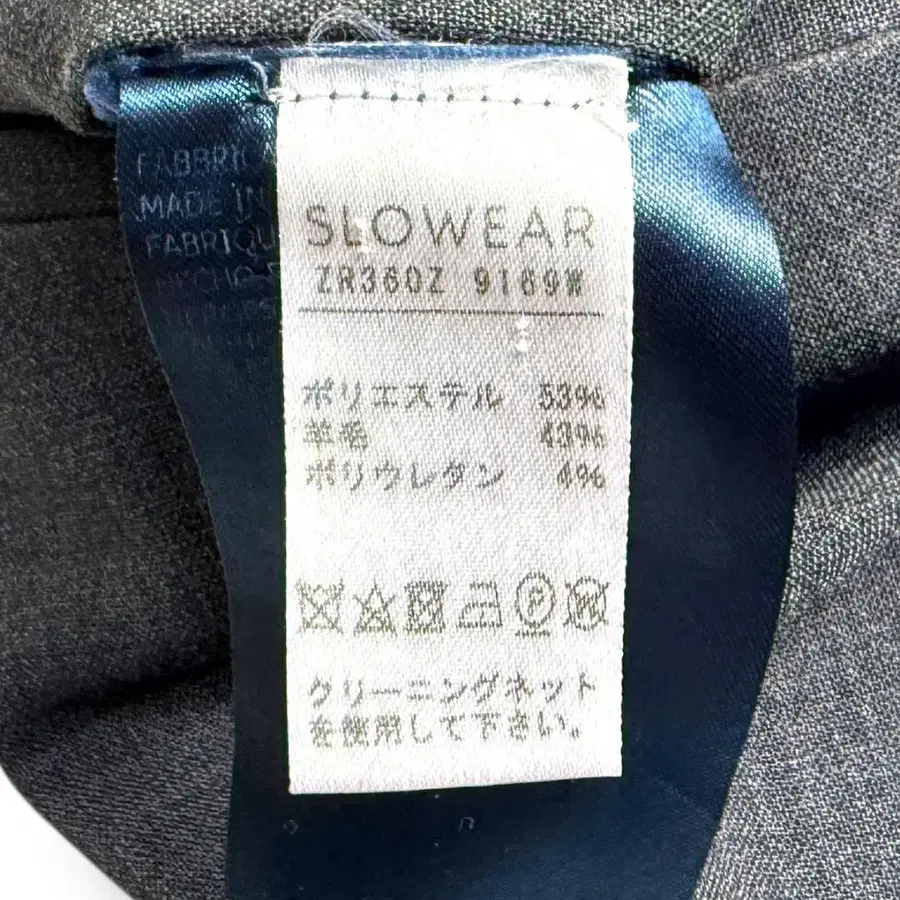 MADE IN
SLOWEAR
ZR360Z 9169W
ポリエステル 53%
羊毛 43%
ポリウレタン 4%
クリーニングネット
を使用して下さい。